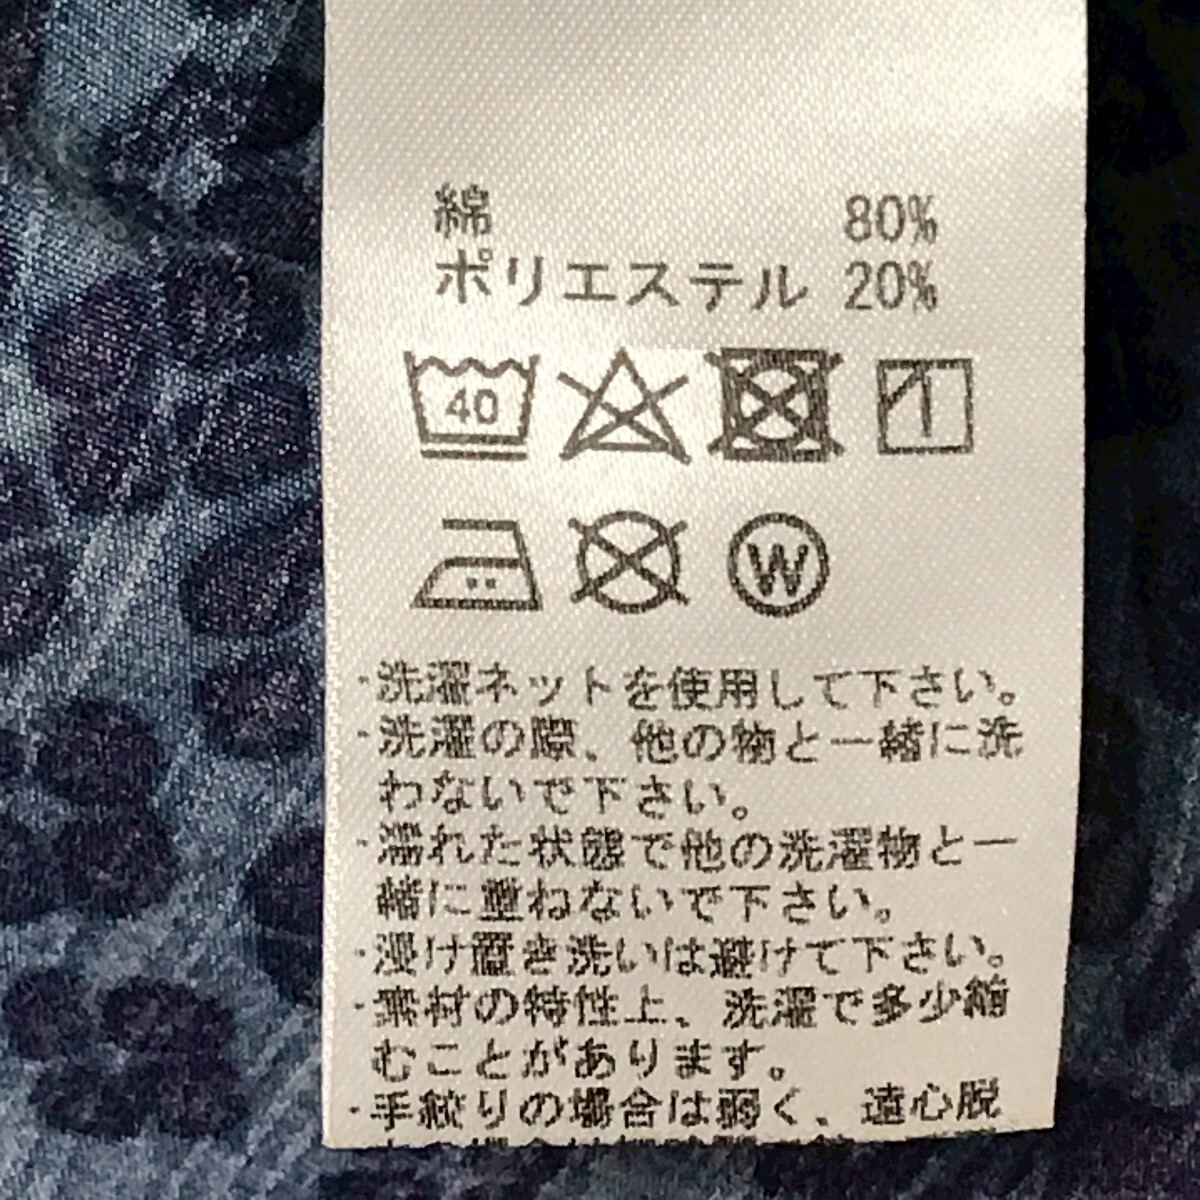 綿 80%
ポリエステル 20%
40
W
・洗濯ネットを使用して下さい。
・洗濯の際、他の物と一緒に洗
わないで下さい。
・濡れた状態で他の洗濯物と一
緒に重ねないで下さい。
・浸け置き洗いは避けて下さい。
・素材の特性上、洗濯で多少縮
むことがあります。
・手絞りの場合は弱く、遠心脱